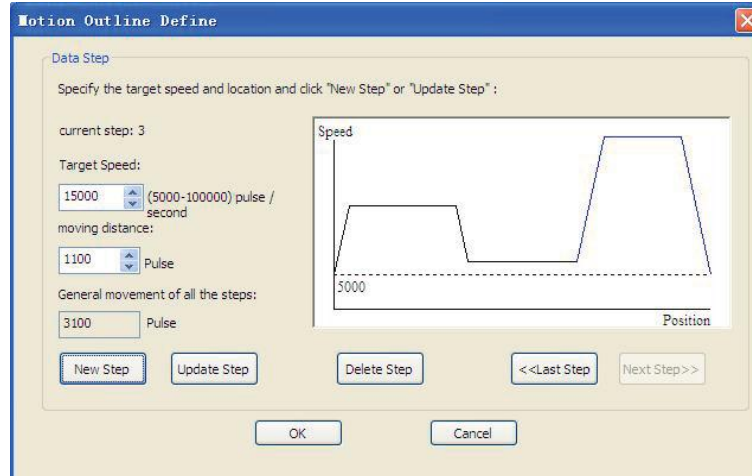 Motion Outline Define
Data Step
Specify the target speed and location and click "New Step" or "Update Step" :
current step: 3
Target Speed:
15000 (5000-100000) pulse /
second
moving distance:
1100 Pulse
General movement of all the steps:
3100 Pulse
Speed
5000
Position
New Step Update Step Delete Step <<Last Step Next Step>>
OK Cancel